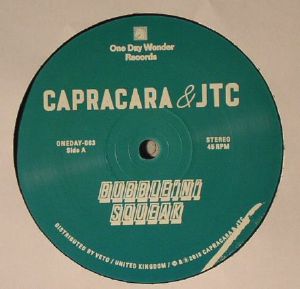 One Day Wonder
Records
CAPRACARA & JTC
ONEDAY-003
Side A
STEREO
45 RPM
BUBBLEINI
SQUEAK
DISTRIBUTED BY VETO / UNITED KINGDOM / ℗ & © 2015 CAPRACARA & JTC